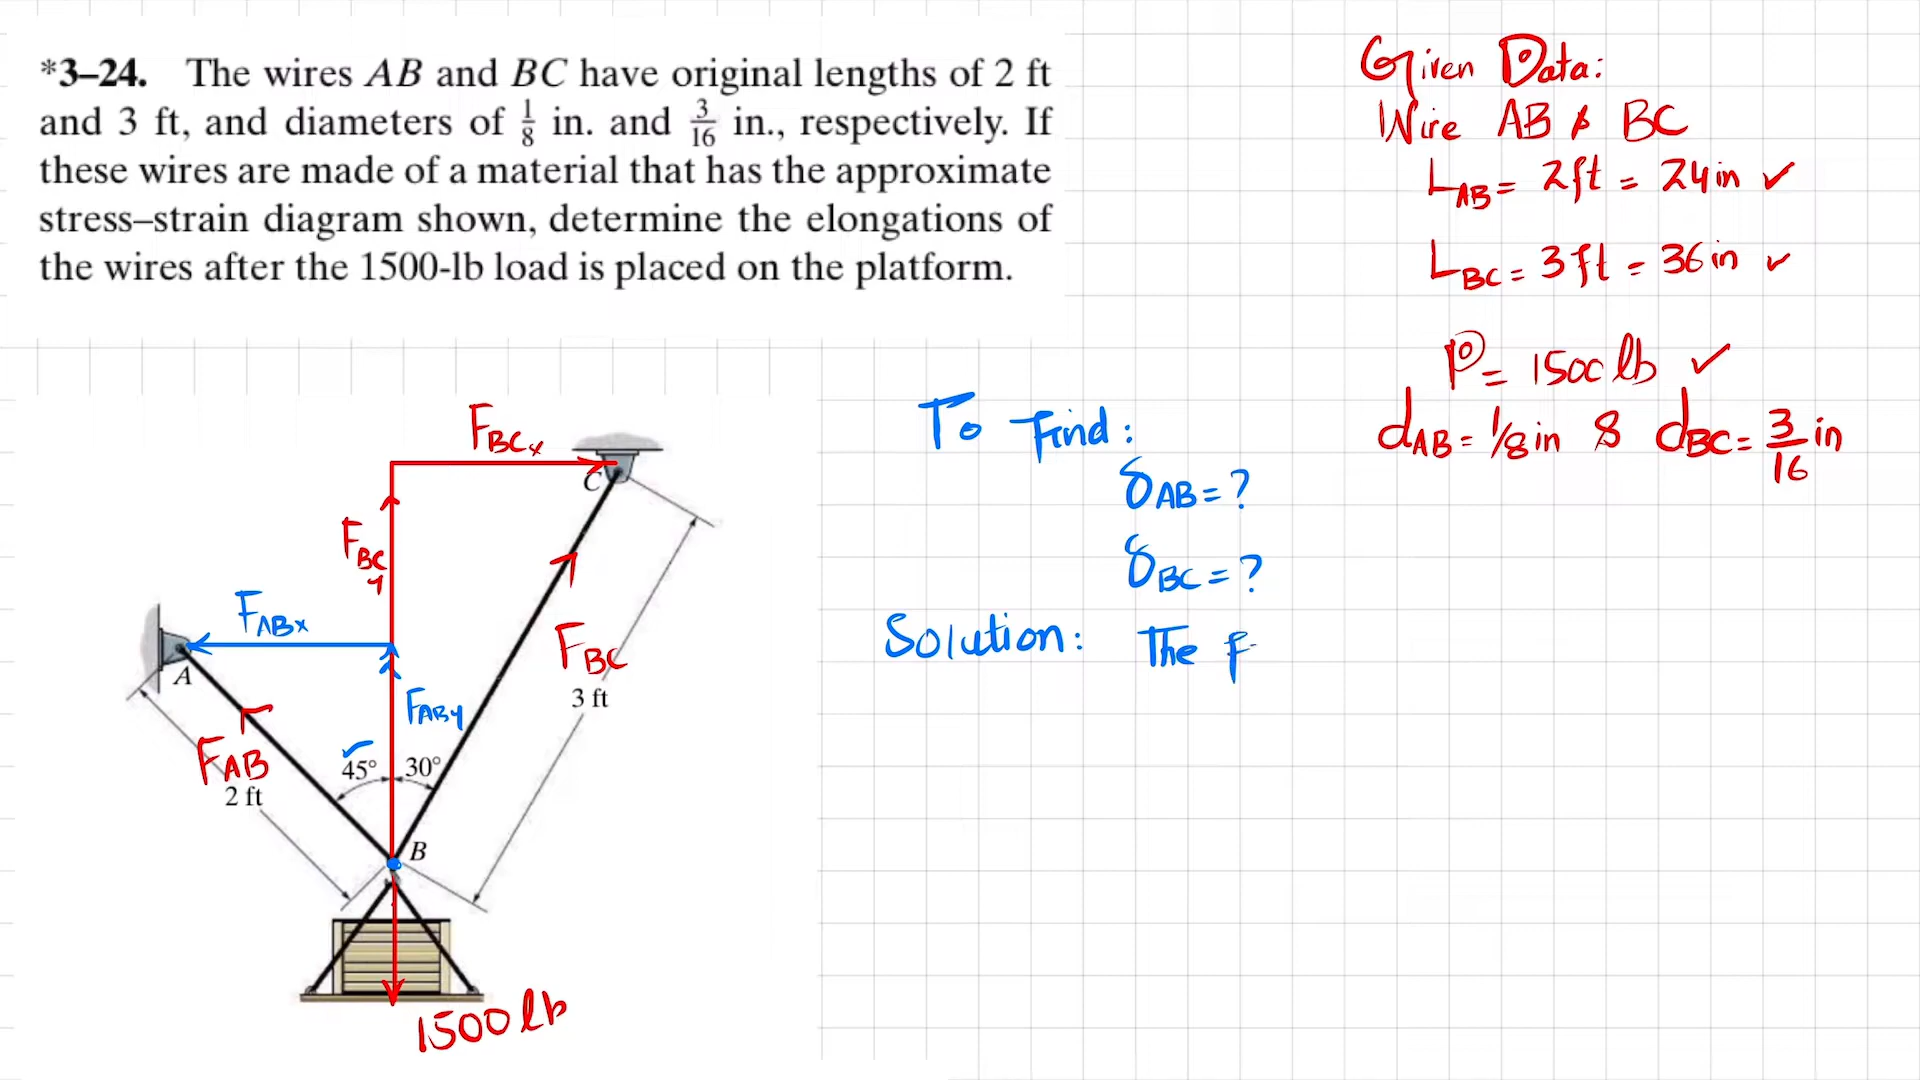 *3–24. The wires AB and BC have original lengths of 2 ft
and 3 ft, and diameters of 1/8 in. and 3/16 in., respectively. If
these wires are made of a material that has the approximate
stress–strain diagram shown, determine the elongations of
the wires after the 1500-lb load is placed on the platform.
Given Data:
Wire AB & BC
LAB = 2ft = 24in ✓
LBC = 3ft = 36in ✓
P = 1500 lb ✓
dAB = 1/8 in & dBC = 3/16 in
To Find:
δAB = ?
δBC = ?
Solution: The F
FBCx
C
FBCy
FABx
A
FBC
3 ft
FABy
FAB
2 ft
45° 30°
B
1500 lb